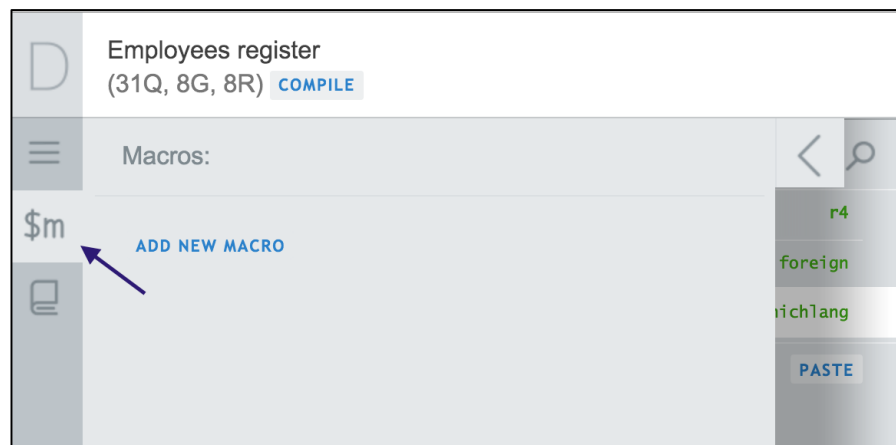 D
Employees register
(31Q, 8G, 8R) COMPILE
Macros:
$m
r4
ADD NEW MACRO
foreign
PASTE